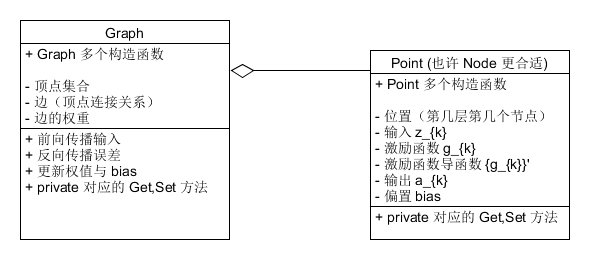 Graph
+ Graph 多个构造函数
- 顶点集合
- 边（顶点连接关系）
- 边的权重
+ 前向传播输入
+ 反向传播误差
+ 更新权值与 bias
+ private 对应的 Get,Set 方法
Point (也许 Node 更合适)
+ Point 多个构造函数
- 位置（第几层第几个节点）
- 输入 z_{k}
- 激励函数 g_{k}
- 激励函数导函数 {g_{k}}'
- 输出 a_{k}
- 偏置 bias
+ private 对应的 Get,Set 方法